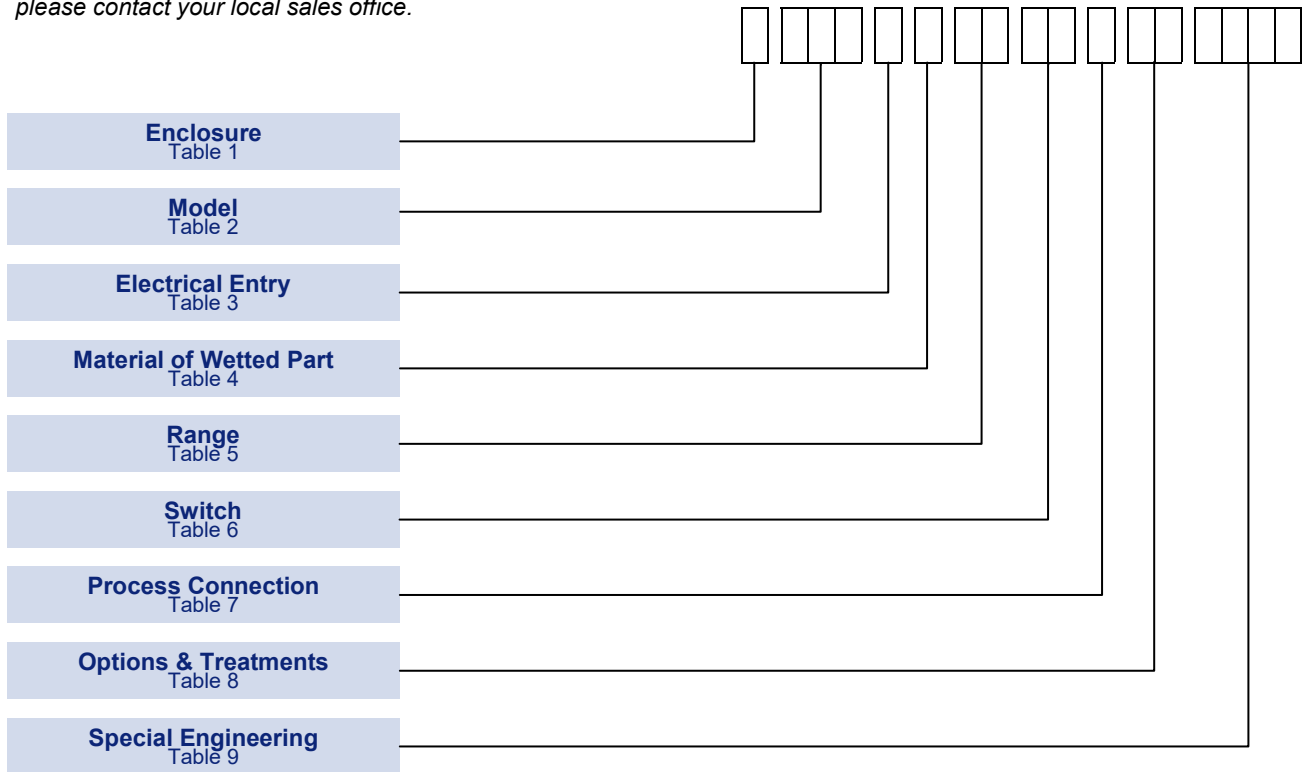 please contact your local sales office.
Enclosure
Table 1
Model
Table 2
Electrical Entry
Table 3
Material of Wetted Part
Table 4
Range
Table 5
Switch
Table 6
Process Connection
Table 7
Options & Treatments
Table 8
Special Engineering
Table 9